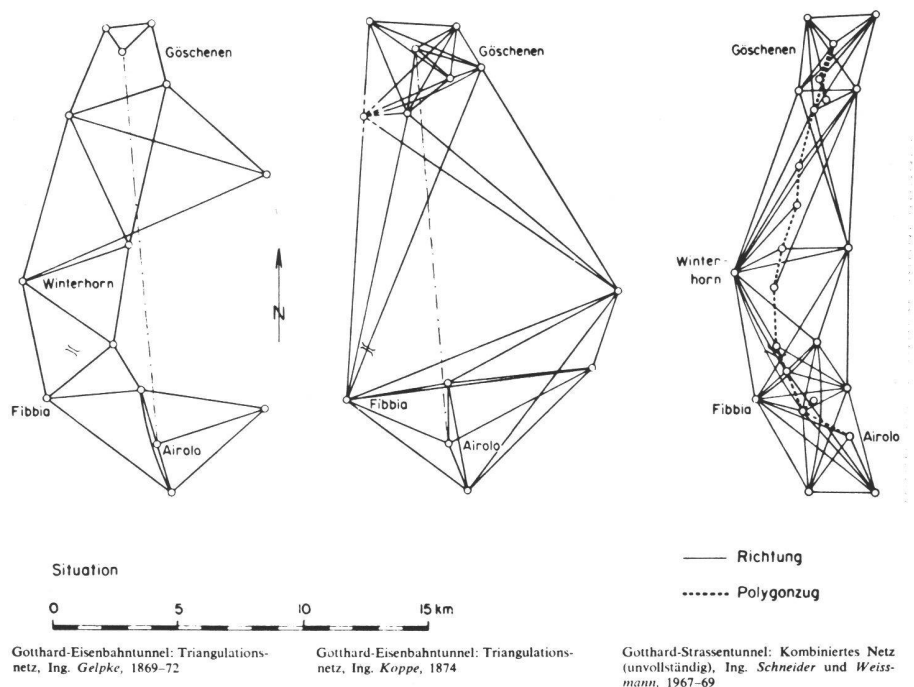 Göschenen
Winterhorn
Fibbia
Airolo
N
Göschenen
Fibbia
Airolo
Göschenen
Winter-
horn
Fibbia
Airolo
Richtung
Polygonzug
Situation
0 5 10 15 km
Gotthard-Eisenbahntunnel: Triangulations-
netz, Ing. Gelpke, 1869–72
Gotthard-Eisenbahntunnel: Triangulations-
netz, Ing. Koppe, 1874
Gotthard-Strassentunnel: Kombiniertes Netz
(unvollständig), Ing. Schneider und Weiss-
mann, 1967–69